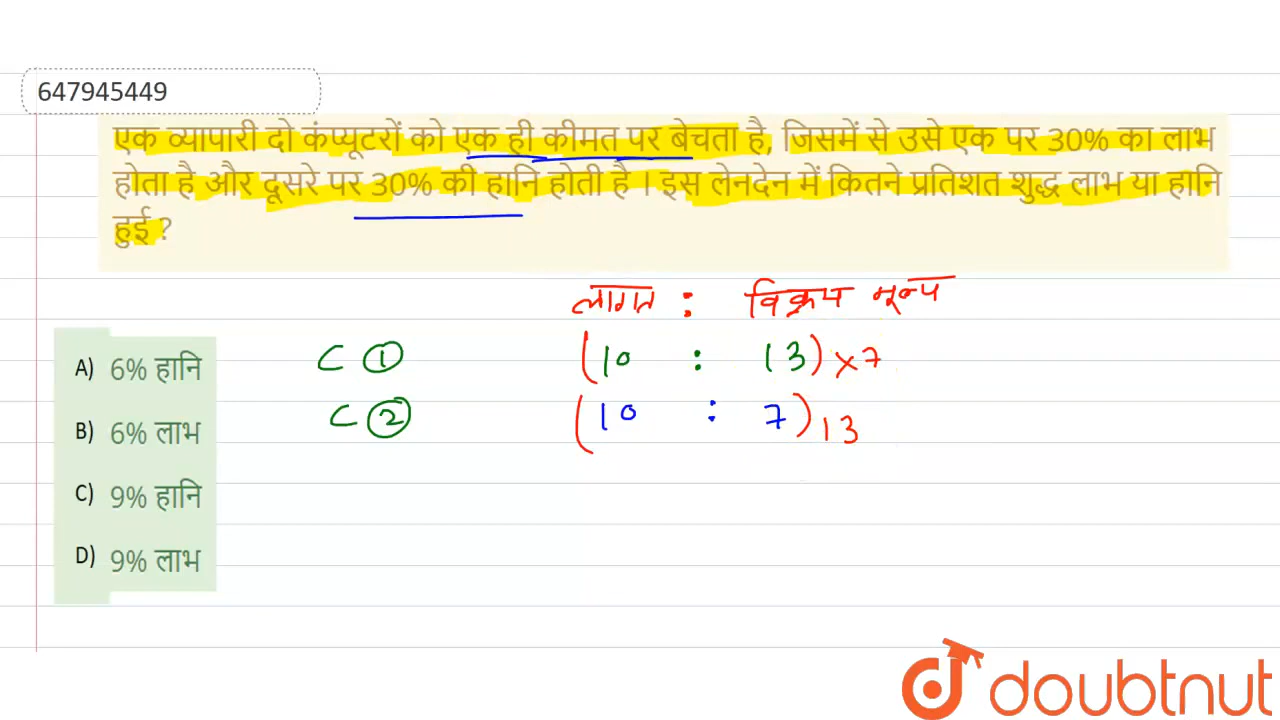 647945449
एक व्यापारी दो कंप्यूटरों को एक ही कीमत पर बेचता है, जिसमें से उसे एक पर 30% का लाभ
होता है और दूसरे पर 30% की हानि होती है । इस लेनदेन में कितने प्रतिशत शुद्ध लाभ या हानि
हुई ?
लागत : विक्रय मूल्य
C ① (10 : 13) ×7
C ② (10 : 7) 13
A) 6% हानि
B) 6% लाभ
C) 9% हानि
D) 9% लाभ
doubtnut